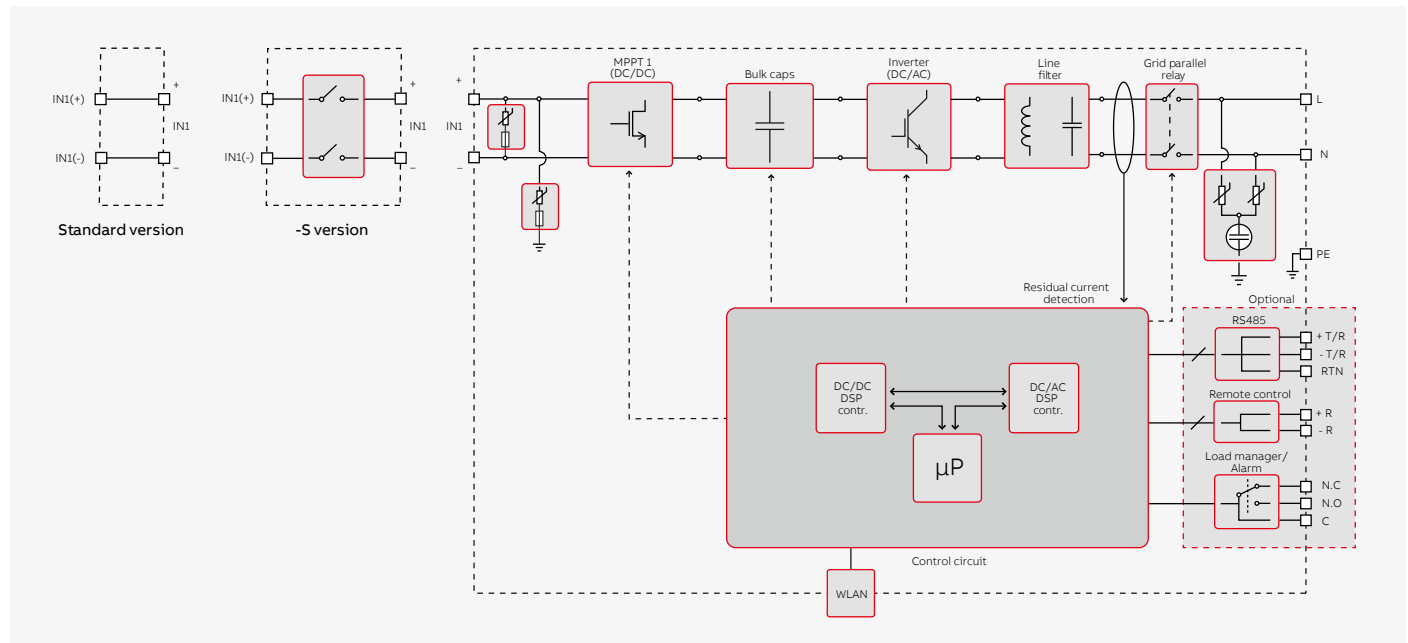 IN1(+)
+
IN1
IN1(-)
–
Standard version
IN1(+)
+
IN1
IN1(-)
–
-S version
+
IN1
–
MPPT 1
(DC/DC)
Bulk caps
Inverter
(DC/AC)
Line
filter
Grid parallel
relay
L
N
PE
Residual current
detection
Optional
RS485
+ T/R
- T/R
RTN
Remote control
+ R
- R
Load manager/
Alarm
N.C
N.O
C
DC/DC
DSP
contr.
DC/AC
DSP
contr.
µP
Control circuit
WLAN